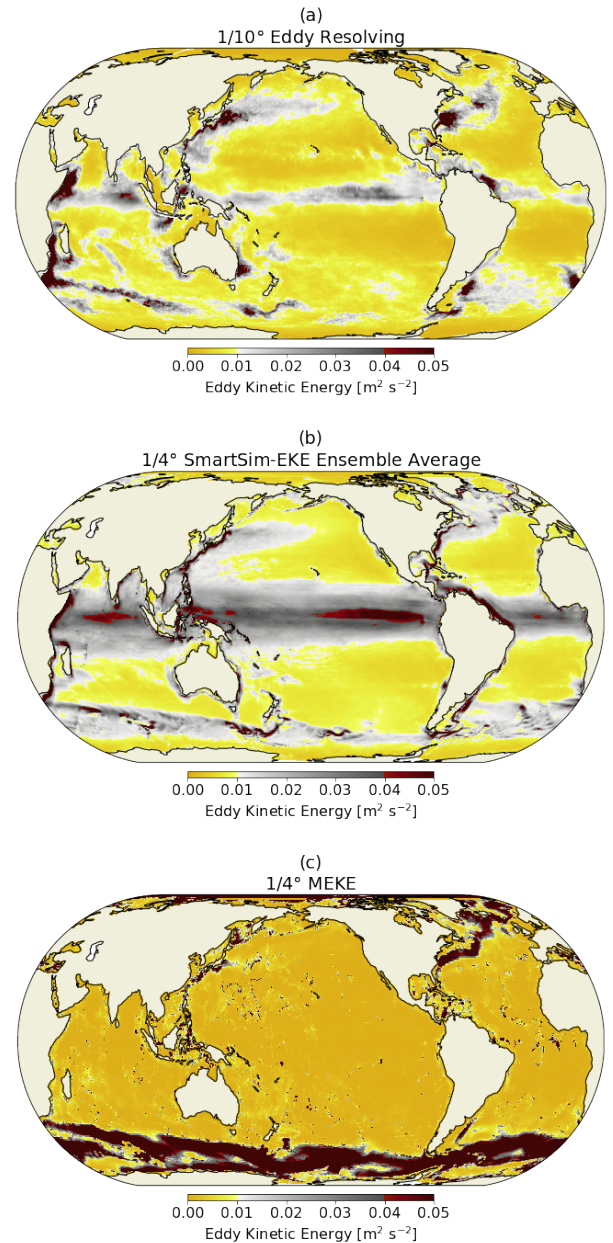 (a)
1/10° Eddy Resolving
0.00 0.01 0.02 0.03 0.04 0.05
Eddy Kinetic Energy [m² s⁻²]
(b)
1/4° SmartSim-EKE Ensemble Average
0.00 0.01 0.02 0.03 0.04 0.05
Eddy Kinetic Energy [m² s⁻²]
(c)
1/4° MEKE
0.00 0.01 0.02 0.03 0.04 0.05
Eddy Kinetic Energy [m² s⁻²]